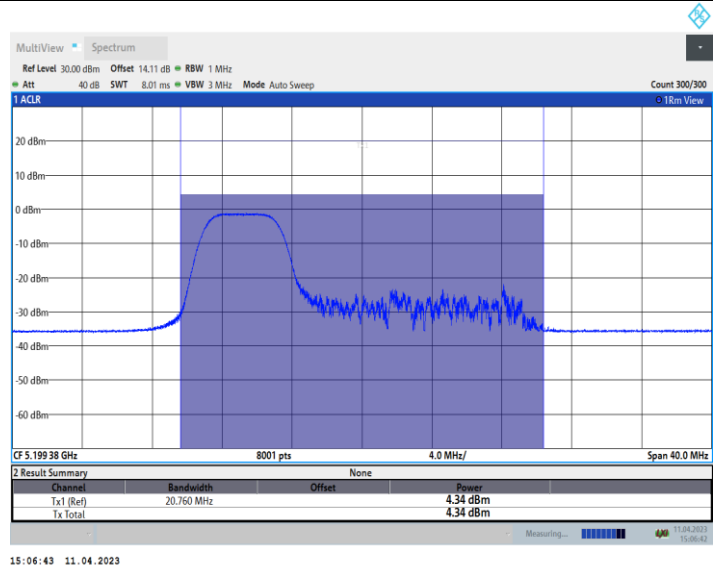 MultiView Spectrum
Ref Level 30.00 dBm Offset 14.11 dB RBW 1 MHz
Att 40 dB SWT 8.01 ms VBW 3 MHz Mode Auto Sweep Count 300/300
1 ACLR 1Rm View
20 dBm
10 dBm
0 dBm
-10 dBm
-20 dBm
-30 dBm
-40 dBm
-50 dBm
-60 dBm
CF 5.199 38 GHz 8001 pts 4.0 MHz/ Span 40.0 MHz
2 Result Summary None
Channel Bandwidth Offset Power
Tx1 (Ref) 20.760 MHz 4.34 dBm
Tx Total 4.34 dBm
Measuring... 11.04.2023
15:06:42
15:06:43 11.04.2023